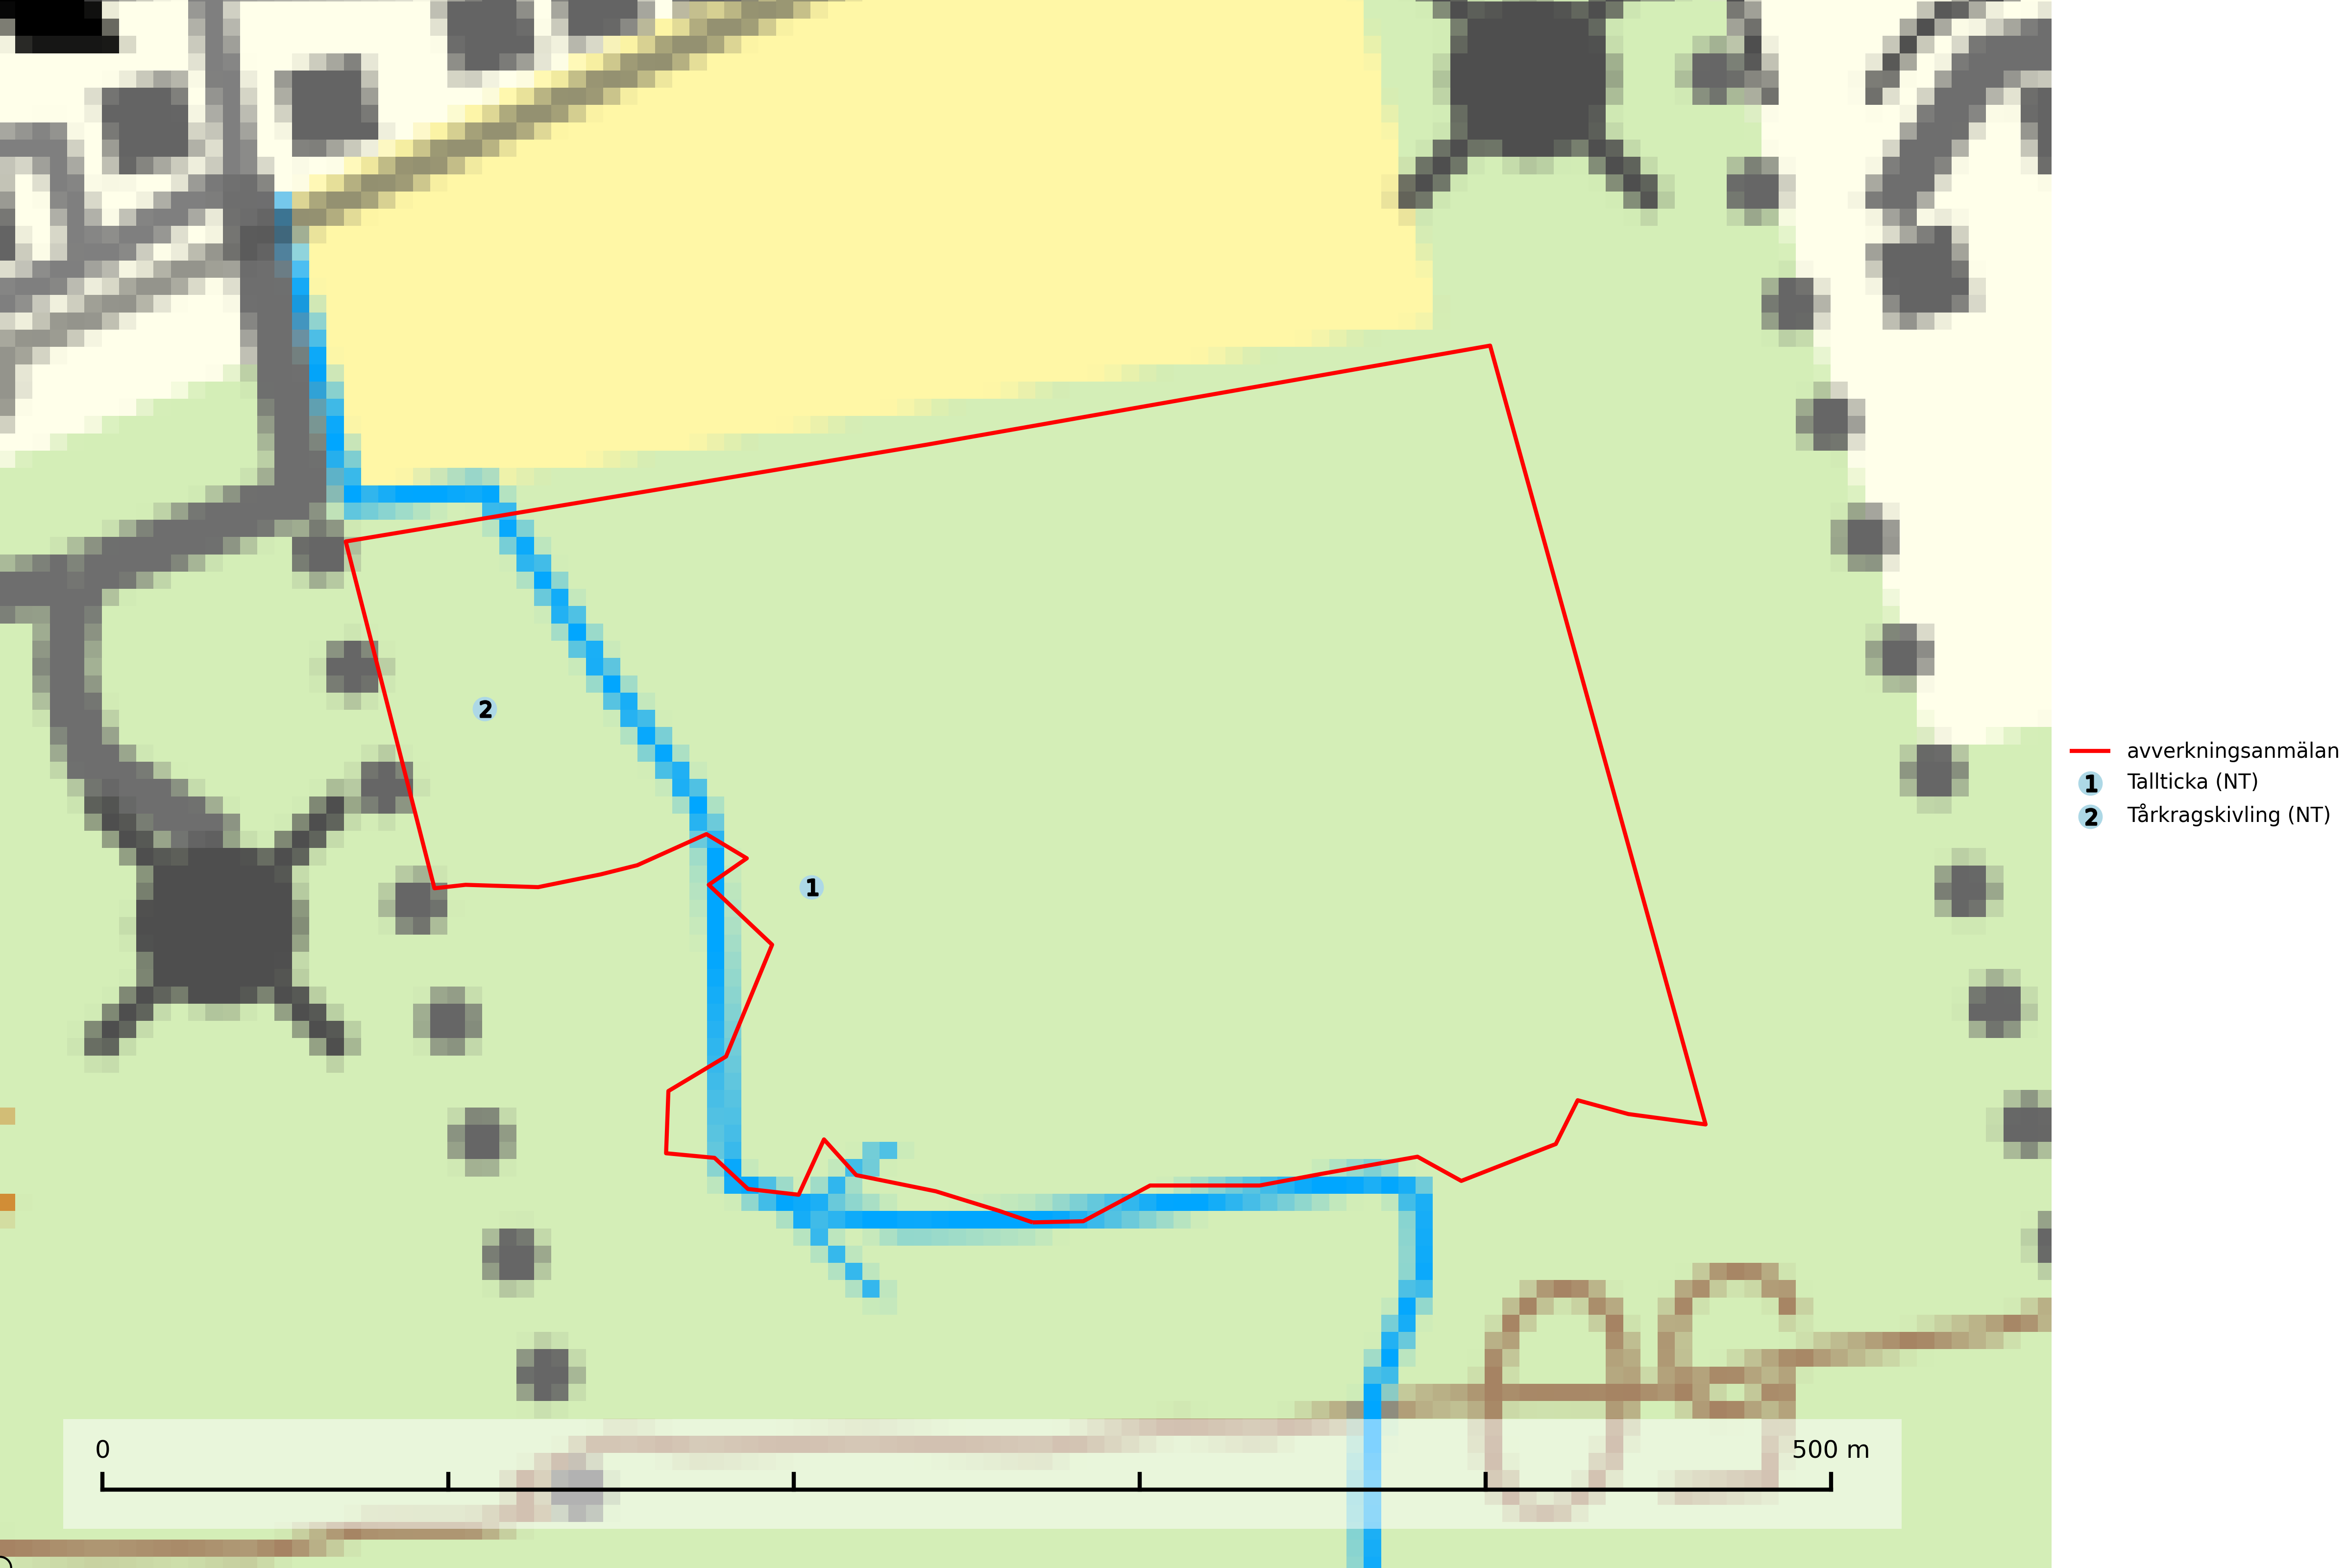 2
1
avverkningsanmälan
1 Tallticka (NT)
2 Tårkragskivling (NT)
0 500 m